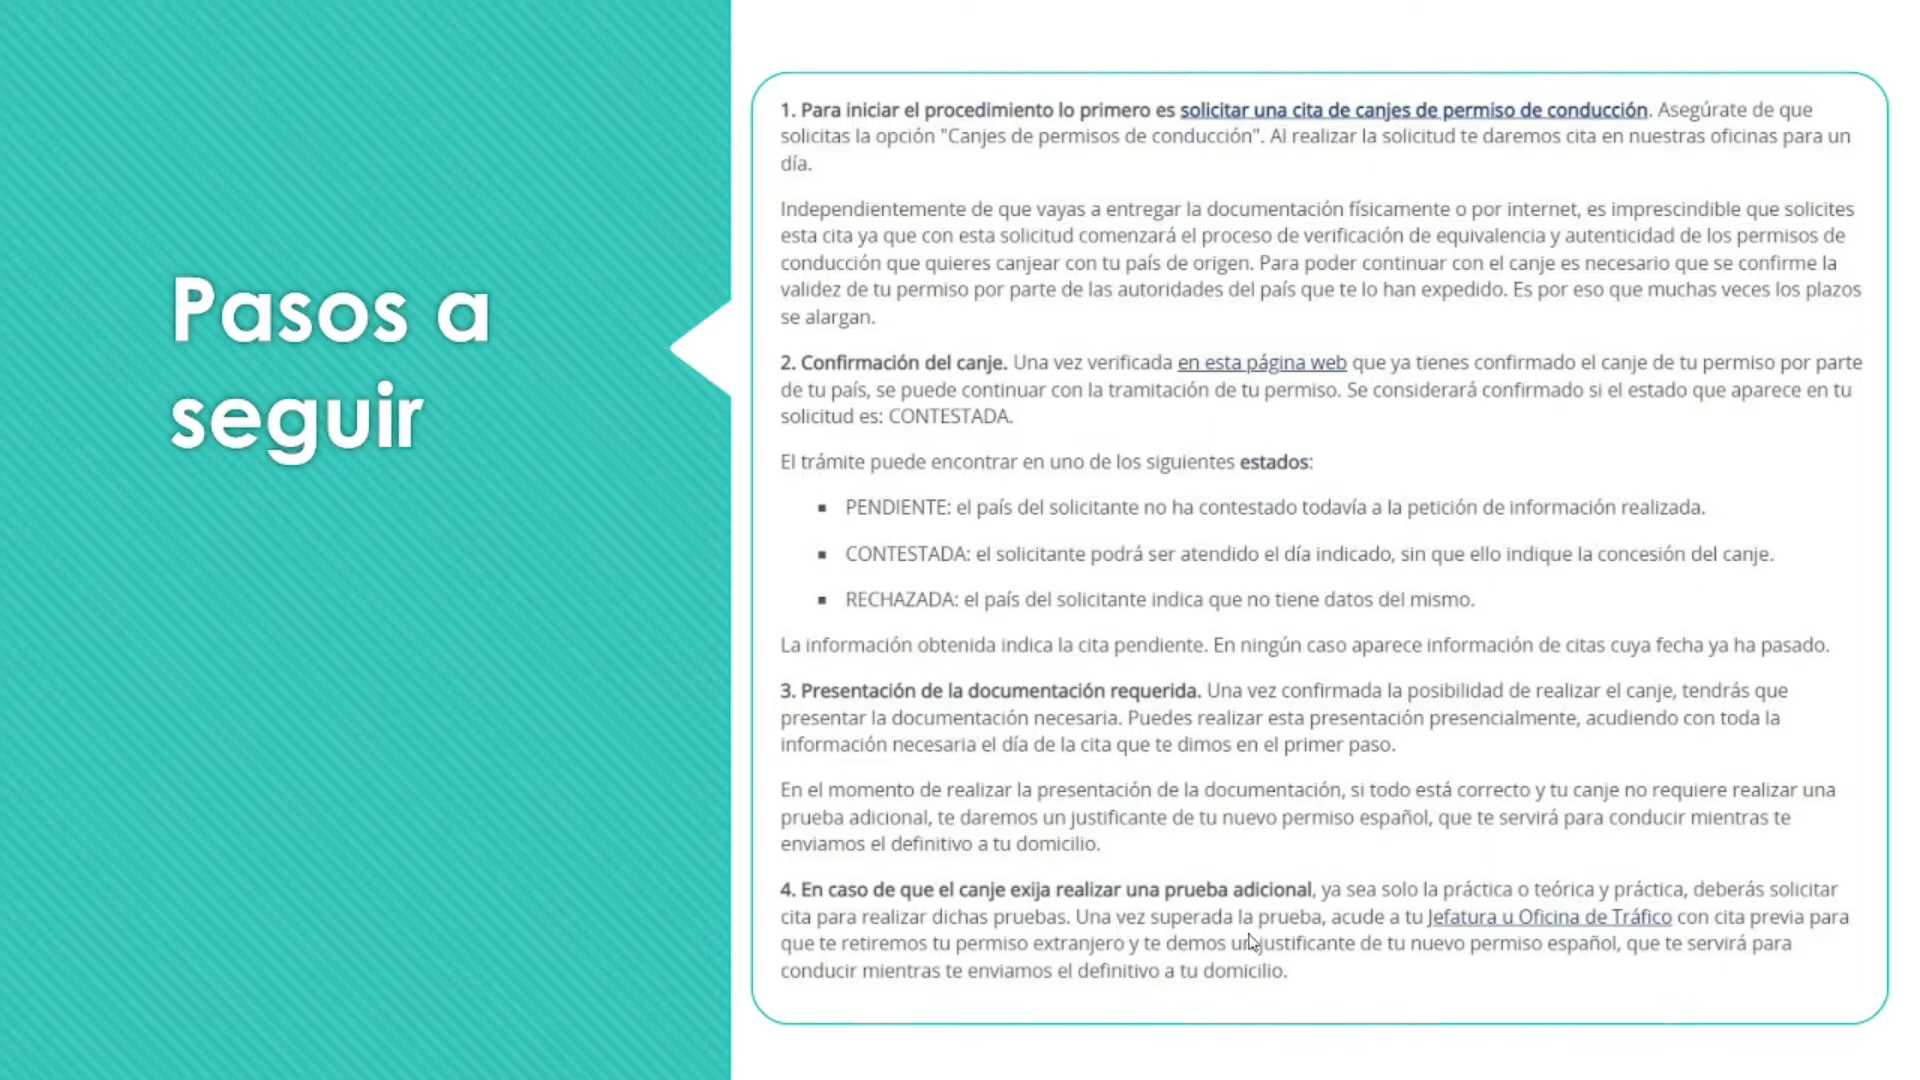 Pasos a
seguir
1. Para iniciar el procedimiento lo primero es solicitar una cita de canjes de permiso de conducción. Asegúrate de que
solicitas la opción "Canjes de permisos de conducción". Al realizar la solicitud te daremos cita en nuestras oficinas para un
día.
Independientemente de que vayas a entregar la documentación físicamente o por internet, es imprescindible que solicites
esta cita ya que con esta solicitud comenzará el proceso de verificación de equivalencia y autenticidad de los permisos de
conducción que quieres canjear con tu país de origen. Para poder continuar con el canje es necesario que se confirme la
validez de tu permiso por parte de las autoridades del país que te lo han expedido. Es por eso que muchas veces los plazos
se alargan.
2. Confirmación del canje. Una vez verificada en esta página web que ya tienes confirmado el canje de tu permiso por parte
de tu país, se puede continuar con la tramitación de tu permiso. Se considerará confirmado si el estado que aparece en tu
solicitud es: CONTESTADA.
El trámite puede encontrar en uno de los siguientes estados:
▪ PENDIENTE: el país del solicitante no ha contestado todavía a la petición de información realizada.
▪ CONTESTADA: el solicitante podrá ser atendido el día indicado, sin que ello indique la concesión del canje.
▪ RECHAZADA: el país del solicitante indica que no tiene datos del mismo.
La información obtenida indica la cita pendiente. En ningún caso aparece información de citas cuya fecha ya ha pasado.
3. Presentación de la documentación requerida. Una vez confirmada la posibilidad de realizar el canje, tendrás que
presentar la documentación necesaria. Puedes realizar esta presentación presencialmente, acudiendo con toda la
información necesaria el día de la cita que te dimos en el primer paso.
En el momento de realizar la presentación de la documentación, si todo está correcto y tu canje no requiere realizar una
prueba adicional, te daremos un justificante de tu nuevo permiso español, que te servirá para conducir mientras te
enviamos el definitivo a tu domicilio.
4. En caso de que el canje exija realizar una prueba adicional, ya sea solo la práctica o teórica y práctica, deberás solicitar
cita para realizar dichas pruebas. Una vez superada la prueba, acude a tu Jefatura u Oficina de Tráfico con cita previa para
que te retiremos tu permiso extranjero y te demos un justificante de tu nuevo permiso español, que te servirá para
conducir mientras te enviamos el definitivo a tu domicilio.